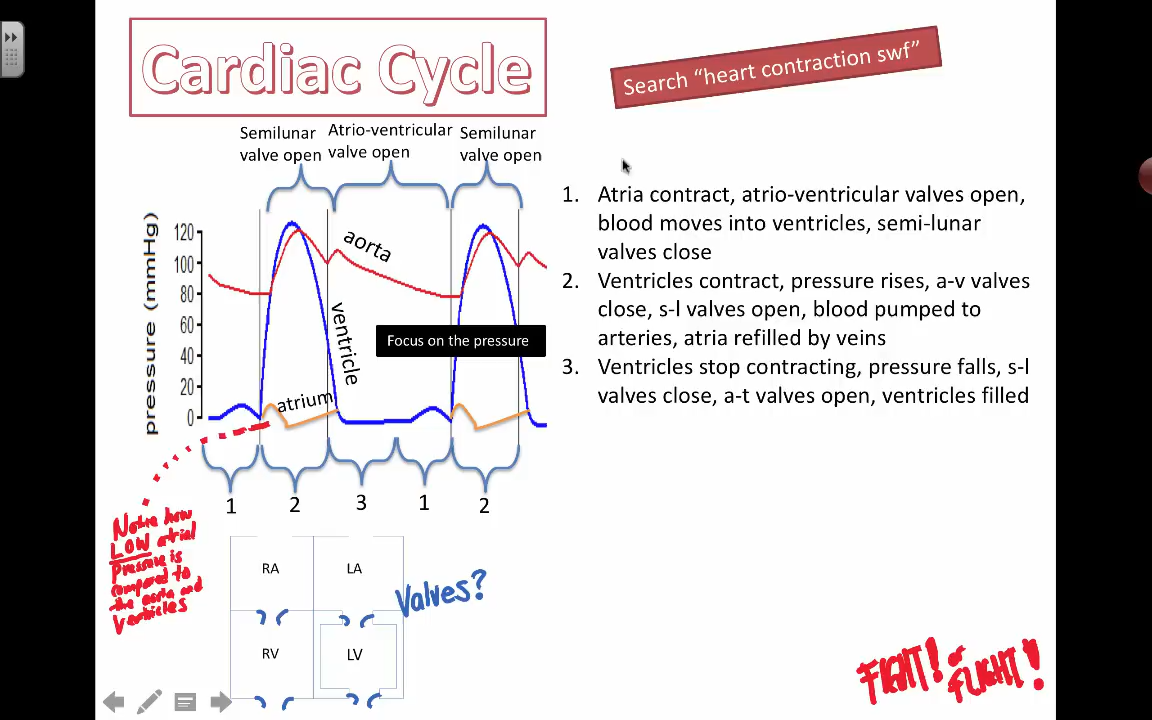 Cardiac Cycle
Search “heart contraction swf”
Semilunar
valve open
Atrio-ventricular
valve open
Semilunar
valve open
pressure (mmHg)
120
100
80
60
40
20
0
aorta
ventricle
atrium
Focus on the pressure
1
2
3
1
2
1. Atria contract, atrio-ventricular valves open,
blood moves into ventricles, semi-lunar
valves close
2. Ventricles contract, pressure rises, a-v valves
close, s-l valves open, blood pumped to
arteries, atria refilled by veins
3. Ventricles stop contracting, pressure falls, s-l
valves close, a-t valves open, ventricles filled
Notice how
LOW atrial
pressure is
compared to
the aorta and
ventricles
RA
LA
RV
LV
Valves?
FIGHT! or
FLIGHT!!